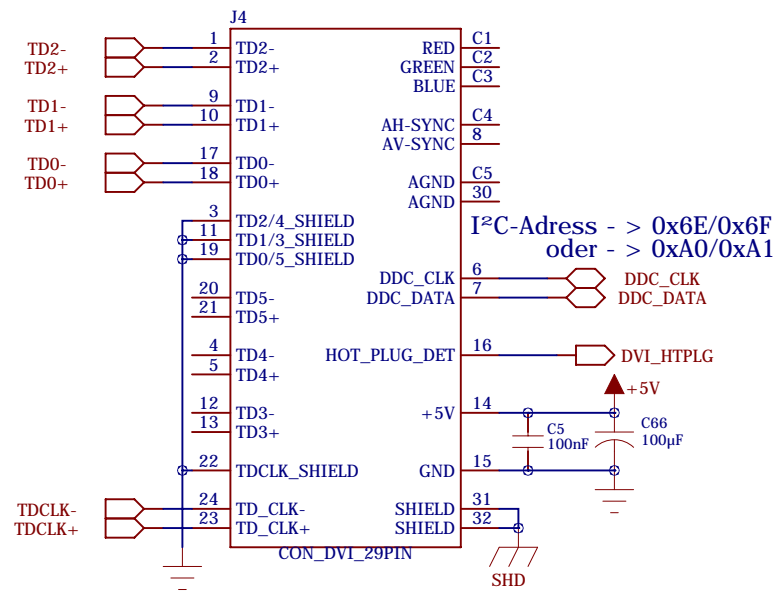 J4
TD2- 1 TD2- RED C1
TD2+ 2 TD2+ GREEN C2
BLUE C3
TD1- 9 TD1-
TD1+ 10 TD1+ AH-SYNC C4
AV-SYNC 8
TD0- 17 TD0-
TD0+ 18 TD0+ AGND C5
AGND 30
3 TD2/4_SHIELD I²C-Adress - > 0x6E/0x6F
11 TD1/3_SHIELD oder - > 0xA0/0xA1
19 TD0/5_SHIELD
DDC_CLK 6 DDC_CLK
20 TD5- DDC_DATA 7 DDC_DATA
21 TD5+
4 TD4- HOT_PLUG_DET 16 DVI_HTPLG
5 TD4+
+5V
12 TD3- +5V 14
13 TD3+ C5 C66
100nF 100µF
22 TDCLK_SHIELD GND 15
TDCLK- 24 TD_CLK- SHIELD 31
TDCLK+ 23 TD_CLK+ SHIELD 32
CON_DVI_29PIN
SHD